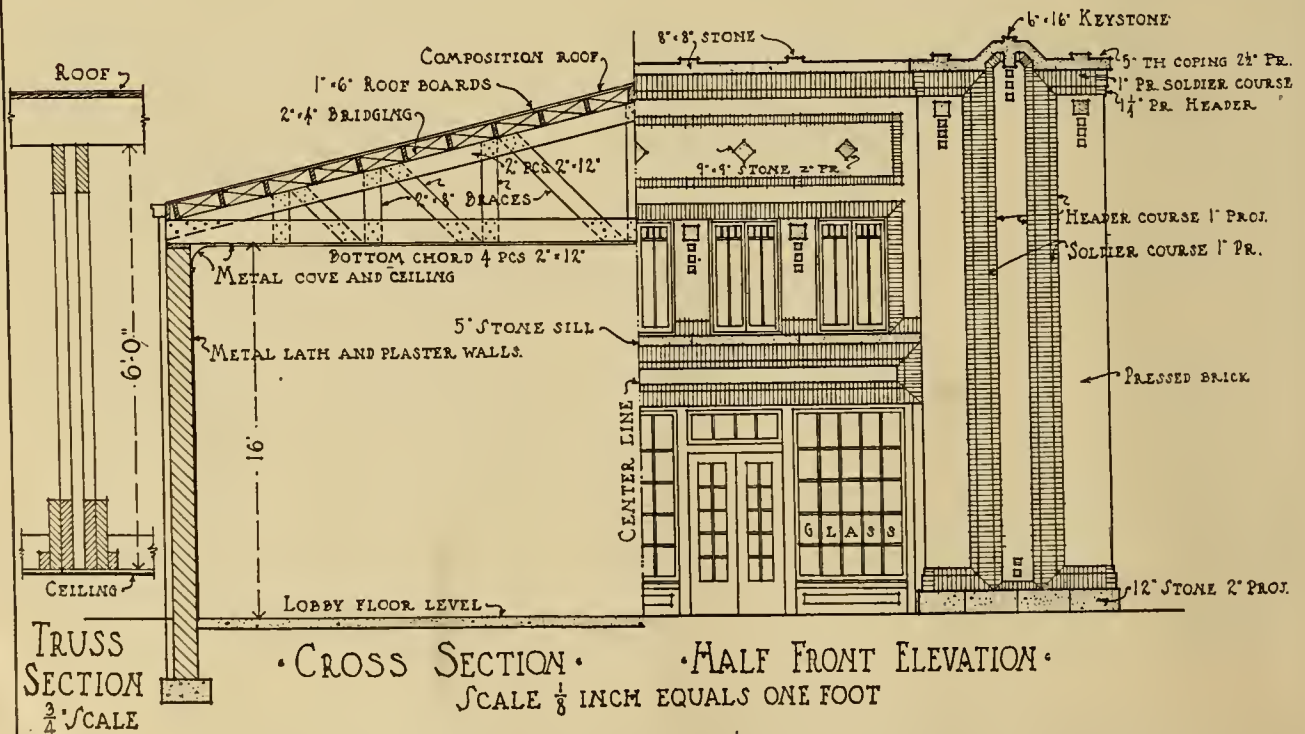 ROOF
6'-0"
CEILING
TRUSS
SECTION
3/4" SCALE
COMPOSITION ROOF
1"×6" ROOF BOARDS
2"×4" BRIDGING
2 PCS 2"×12"
2"×8" BRACES
BOTTOM CHORD 4 PCS 2"×12"
METAL COVE AND CEILING
METAL LATH AND PLASTER WALLS.
16'
LOBBY FLOOR LEVEL
·CROSS SECTION·
8"×8" STONE
9"×9" STONE 2" PR.
5" STONE SILL
CENTER LINE
GLASS
6"×16" KEYSTONE
5" TH COPING 2½" PR.
1" PR SOLDIER COURSE
1¼" PR HEADER
HEADER COURSE 1" PROJ.
SOLDIER COURSE 1" PR.
PRESSED BRICK
12" STONE 2" PROJ.
·HALF FRONT ELEVATION·
SCALE ⅛ INCH EQUALS ONE FOOT